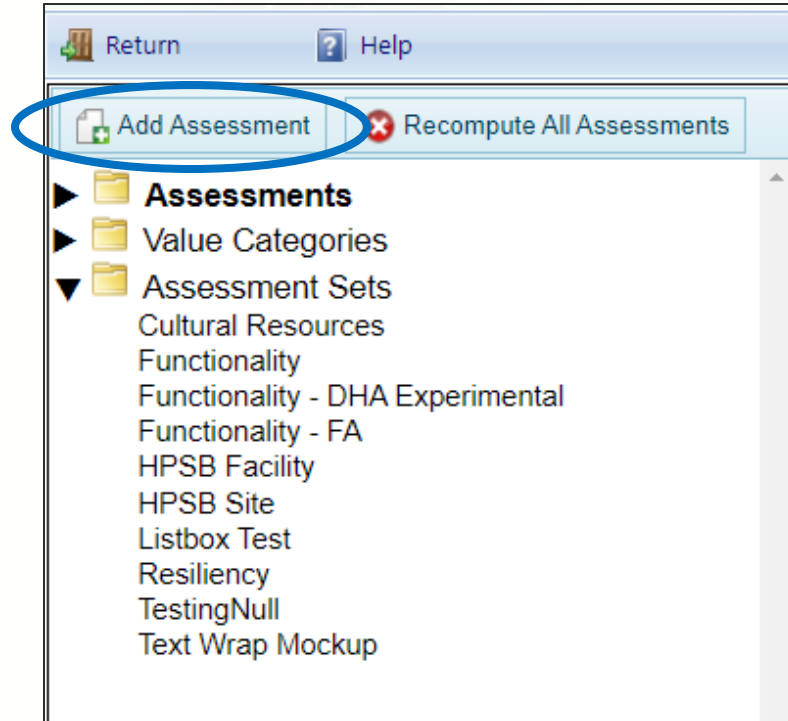 Return Help
Add Assessment Recompute All Assessments
Assessments
Value Categories
Assessment Sets
Cultural Resources
Functionality
Functionality - DHA Experimental
Functionality - FA
HPSB Facility
HPSB Site
Listbox Test
Resiliency
TestingNull
Text Wrap Mockup